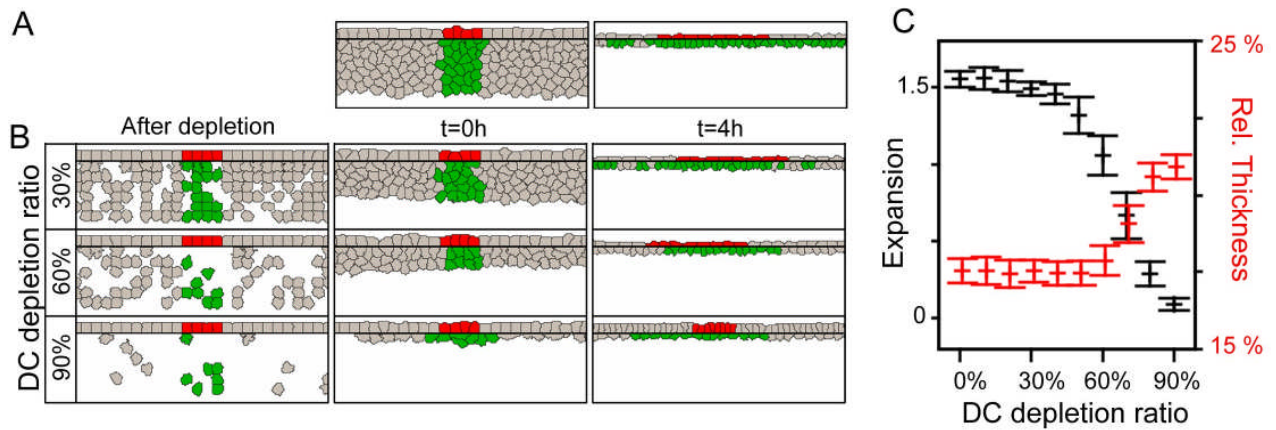 A
B
After depletion
t=0h
t=4h
DC depletion ratio
30%
60%
90%
C
Expansion
1.5
0
25 %
15 %
Rel. Thickness
0%
30%
60%
90%
DC depletion ratio